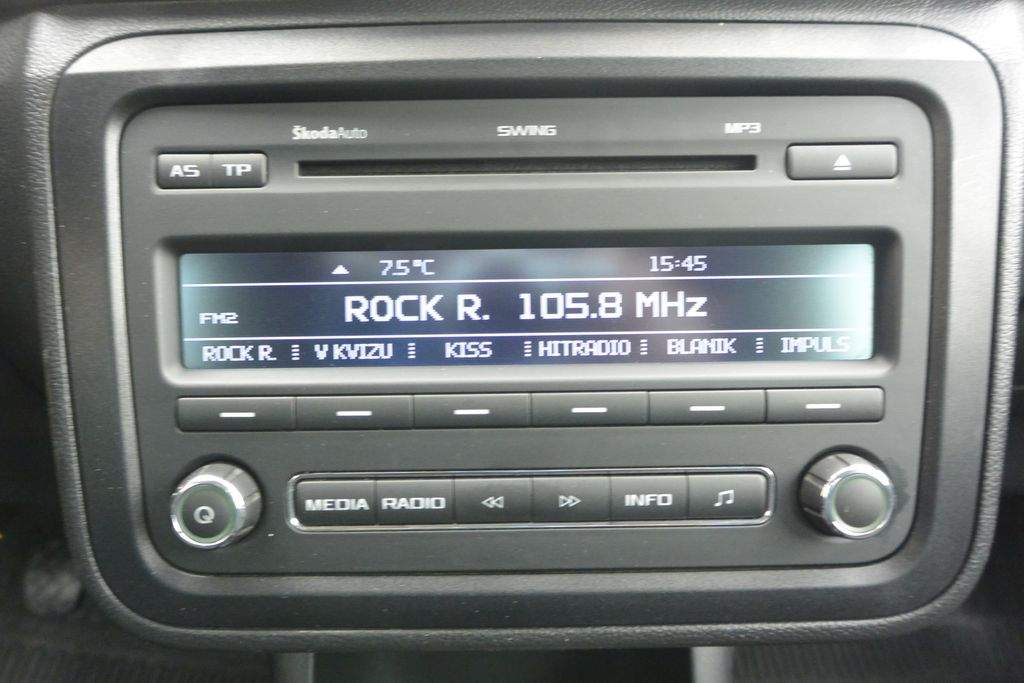 ŠkodaAuto SWING MP3
AS TP
7.5°C 15:45
FM2 ROCK R. 105.8 MHz
ROCK R. V KVIZU KISS HITRADIO BLANIK IMPULS
MEDIA RADIO INFO